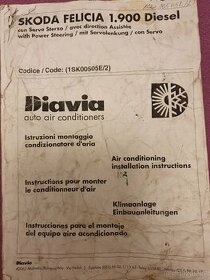 SKODA FELICIA 1.900 Diesel
con Servo Sterzo / avec direction Assistée
with Power Steering / mit Servolenkung / con Servo
Codice / Code: (1SK00505E/2)
Diavia
auto air conditioners
Istruzioni montaggio
condizionatore d'aria
Air conditioning
installation instructions
Instructions pour monter
le conditionneur d'air
Klimaanlage
Einbauanleitungen
Instrucciones para el montaje
del equipo aire acondicionado
Diavia